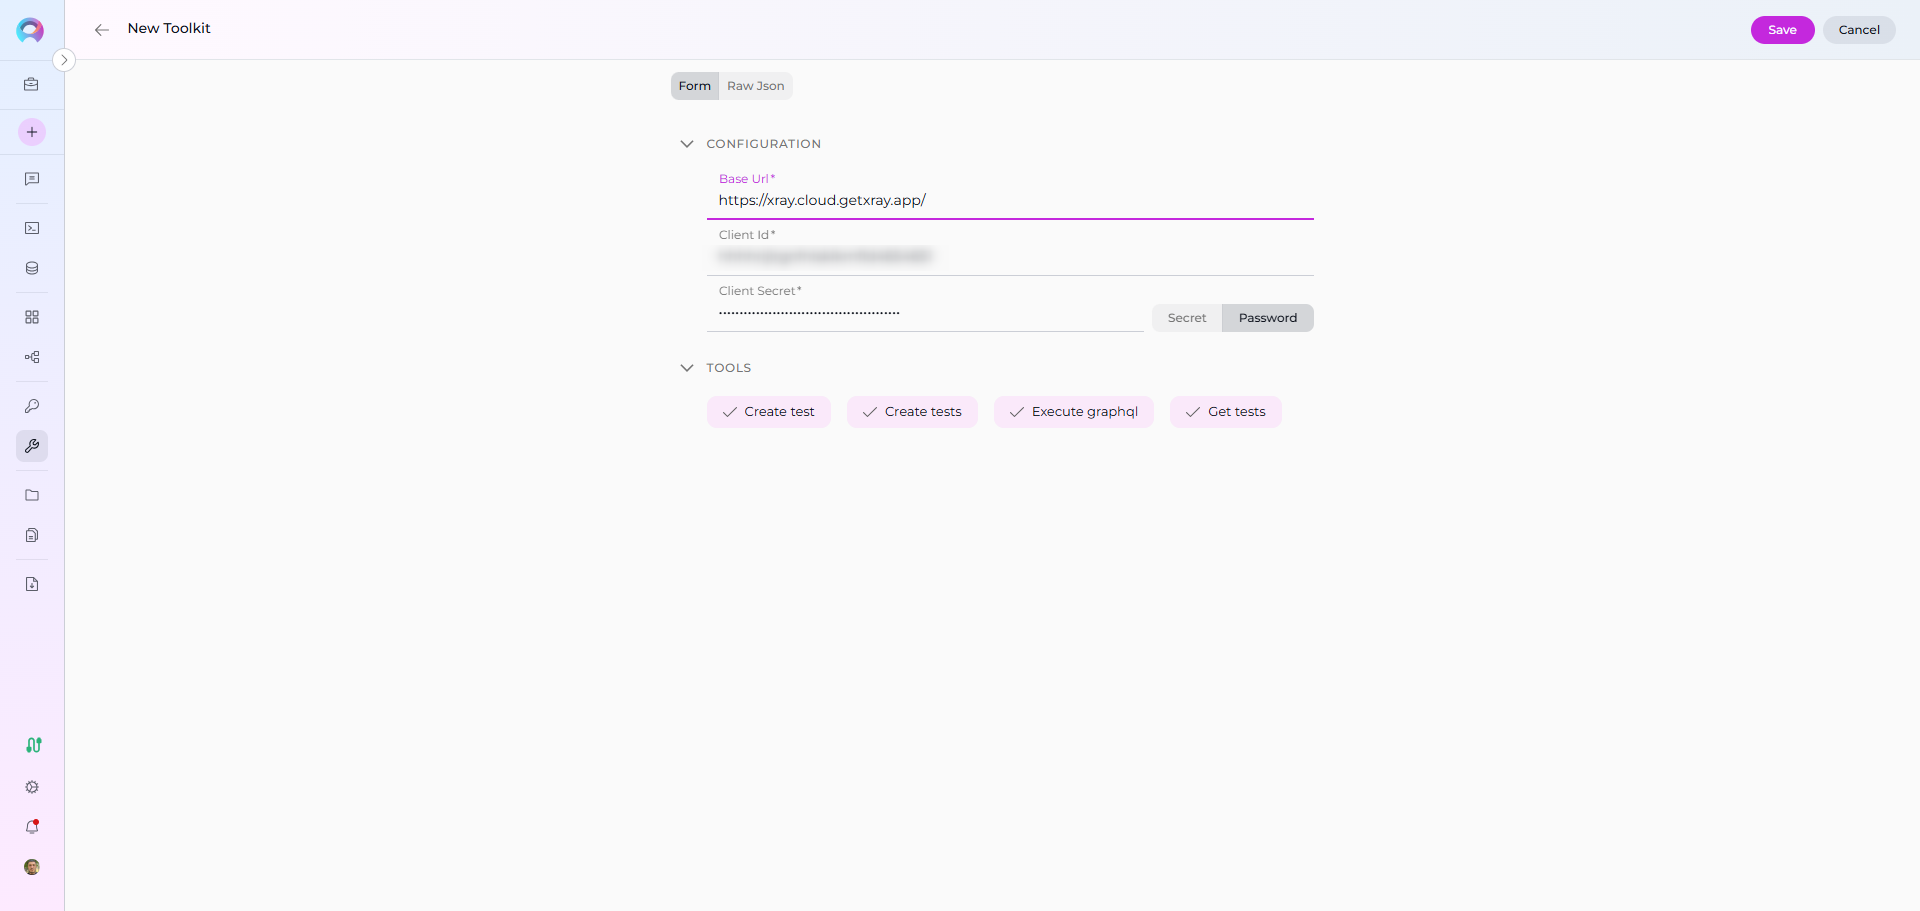 New Toolkit
Save
Cancel
Form
Raw Json
CONFIGURATION
Base Url*
https://xray.cloud.getxray.app/
Client Id*
Client Secret*
Secret
Password
TOOLS
Create test
Create tests
Execute graphql
Get tests